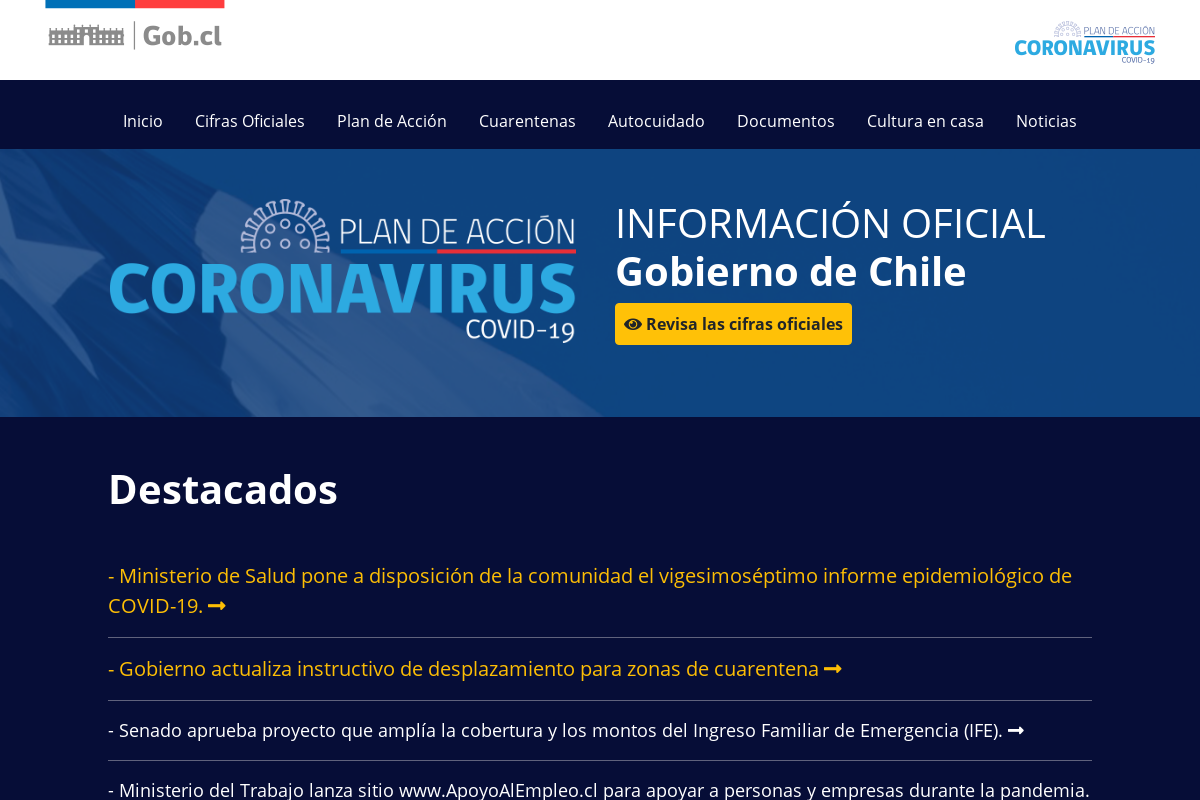 Gob.cl
PLAN DE ACCIÓN
CORONAVIRUS
COVID-19
Inicio Cifras Oficiales Plan de Acción Cuarentenas Autocuidado Documentos Cultura en casa Noticias
PLAN DE ACCIÓN
CORONAVIRUS
COVID-19
INFORMACIÓN OFICIAL
Gobierno de Chile
Revisa las cifras oficiales
Destacados
- Ministerio de Salud pone a disposición de la comunidad el vigesimoséptimo informe epidemiológico de
COVID-19.
- Gobierno actualiza instructivo de desplazamiento para zonas de cuarentena
- Senado aprueba proyecto que amplía la cobertura y los montos del Ingreso Familiar de Emergencia (IFE).
- Ministerio del Trabajo lanza sitio www.ApoyoAlEmpleo.cl para apoyar a personas y empresas durante la pandemia.